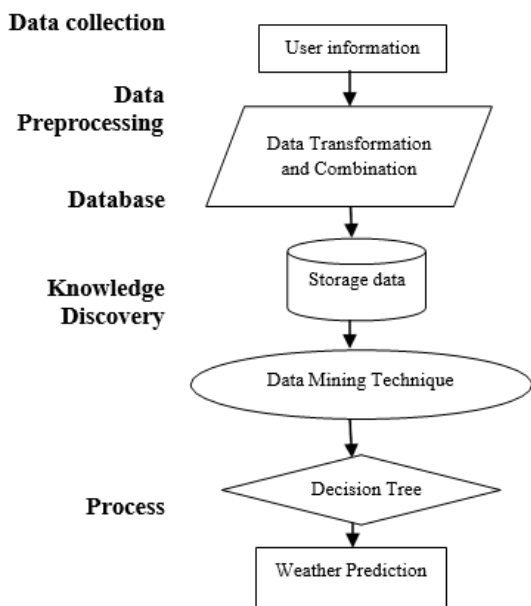 Data collection
User information
Data
Preprocessing
Data Transformation
and Combination
Database
Storage data
Knowledge
Discovery
Data Mining Technique
Decision Tree
Process
Weather Prediction